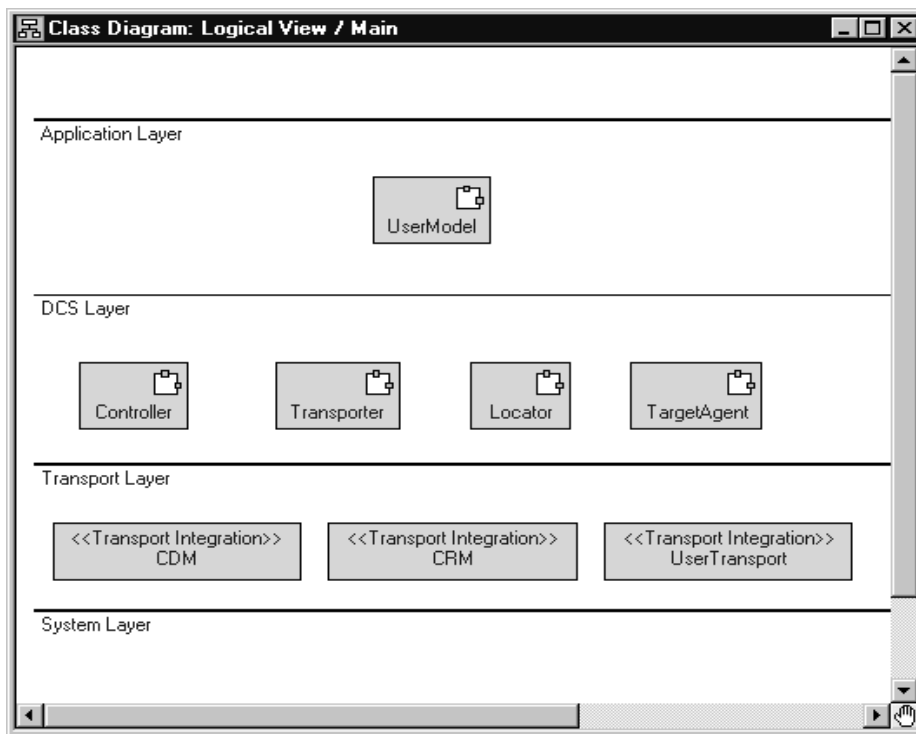 Class Diagram: Logical View / Main
Application Layer
UserModel
DCS Layer
Controller
Transporter
Locator
TargetAgent
Transport Layer
<<Transport Integration>>
CDM
<<Transport Integration>>
CRM
<<Transport Integration>>
UserTransport
System Layer